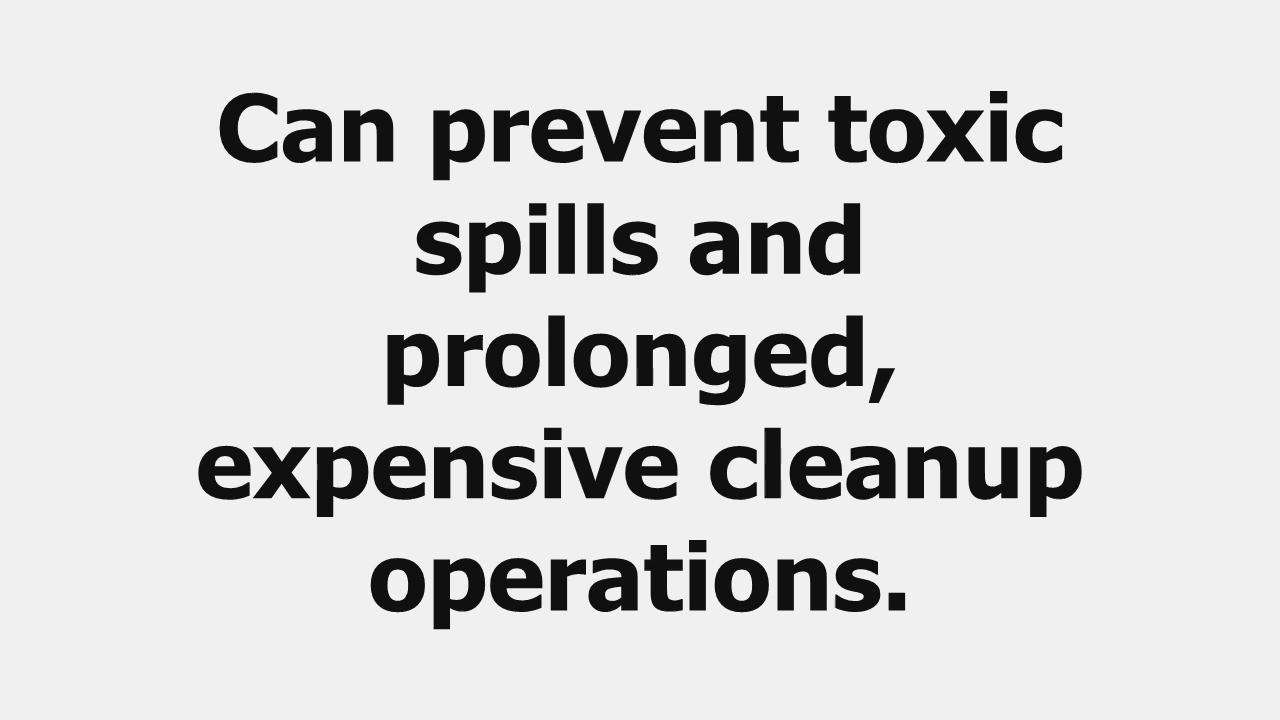 Can prevent toxic
spills and
prolonged,
expensive cleanup
operations.